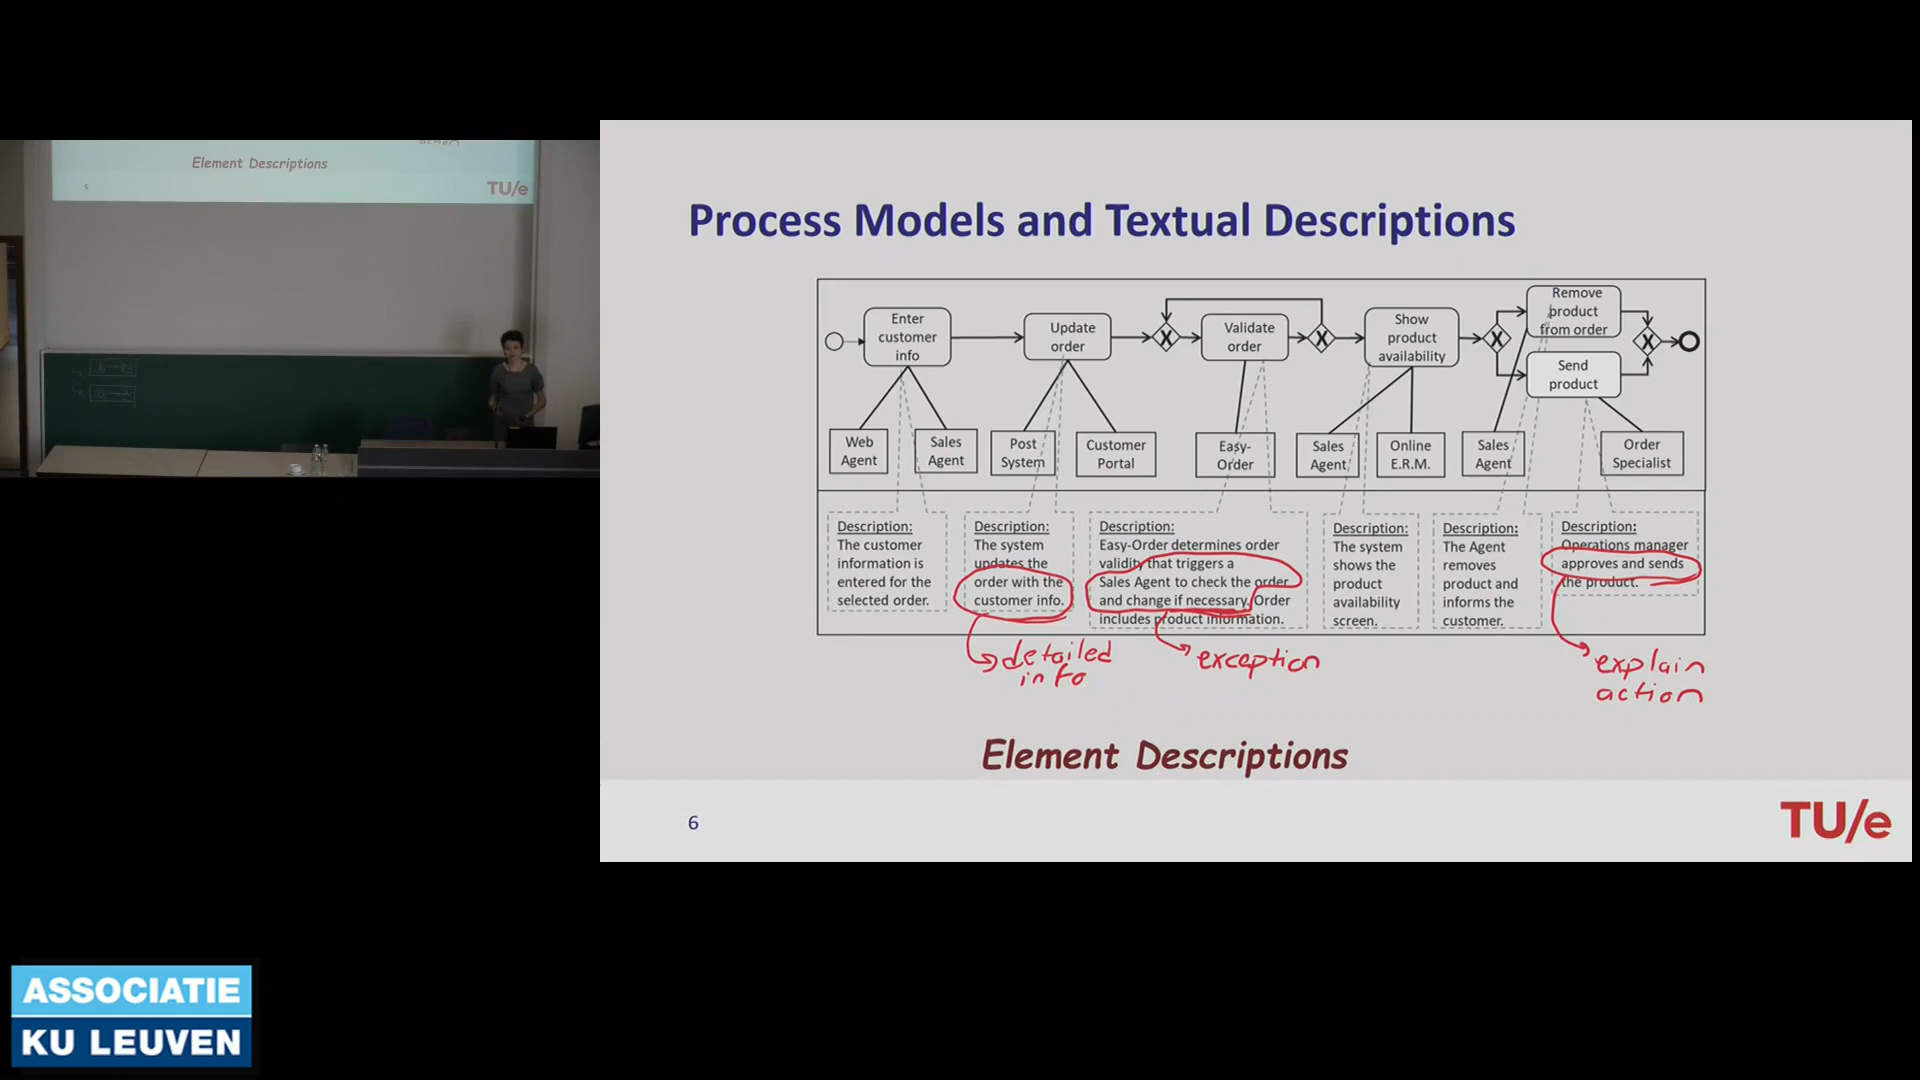 Element Descriptions
6
TU/e
Process Models and Textual Descriptions
Enter
customer
info
Update
order
X
Validate
order
X
Show
product
availability
X
Remove
product
from order
Send
product
X
Web
Agent
Sales
Agent
Post
System
Customer
Portal
Easy-
Order
Sales
Agent
Online
E.R.M.
Sales
Agent
Order
Specialist
Description:
The customer
information is
entered for the
selected order.
Description:
The system
updates the
order with the
customer info.
Description:
Easy-Order determines order
validity that triggers a
Sales Agent to check the order
and change if necessary. Order
includes product information.
Description:
The system
shows the
product
availability
screen.
Description:
The Agent
removes
product and
informs the
customer.
Description:
Operations manager
approves and sends
the product.
detailed
info
exception
explain
action
Element Descriptions
6
TU/e
ASSOCIATIE
KU LEUVEN